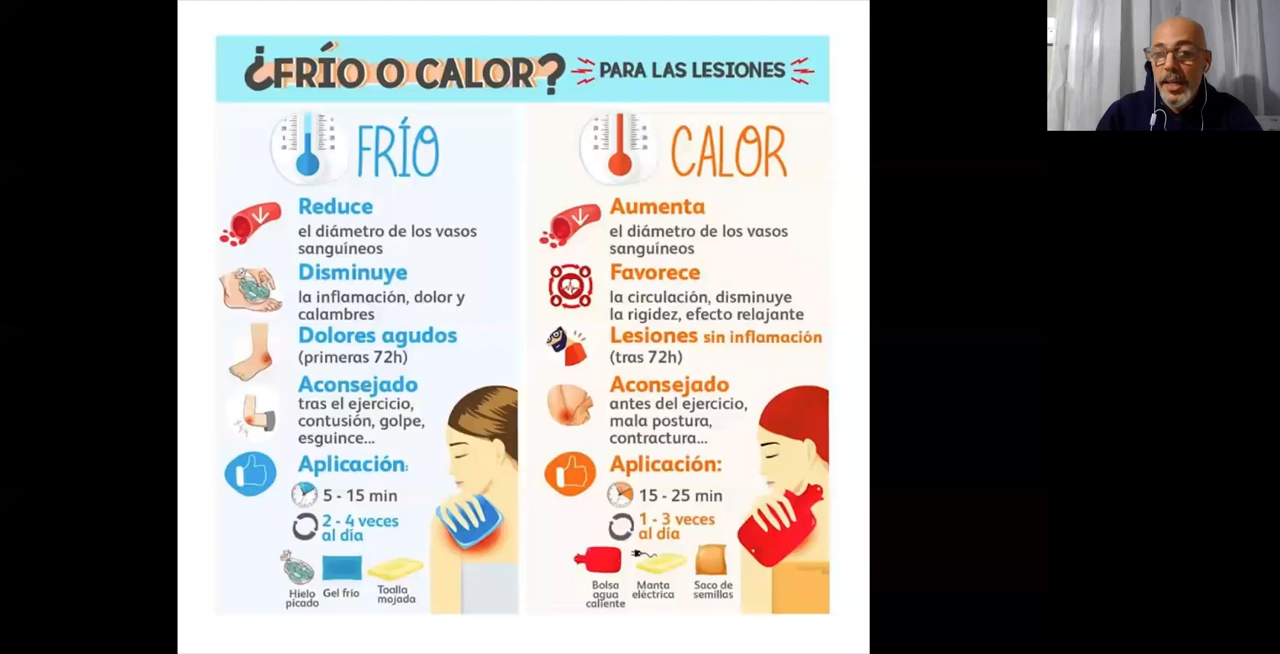 ¿FRÍO O CALOR? PARA LAS LESIONES
FRÍO
Reduce
el diámetro de los vasos
sanguíneos
Disminuye
la inflamación, dolor y
calambres
Dolores agudos
(primeras 72h)
Aconsejado
tras el ejercicio,
contusión, golpe,
esguince...
Aplicación:
5 - 15 min
2 - 4 veces
al día
Hielo
picado
Gel frío
Toalla
mojada
CALOR
Aumenta
el diámetro de los vasos
sanguíneos
Favorece
la circulación, disminuye
la rigidez, efecto relajante
Lesiones sin inflamación
(tras 72h)
Aconsejado
antes del ejercicio,
mala postura,
contractura...
Aplicación:
15 - 25 min
1 - 3 veces
al día
Bolsa
agua
caliente
Manta
eléctrica
Saco de
semillas